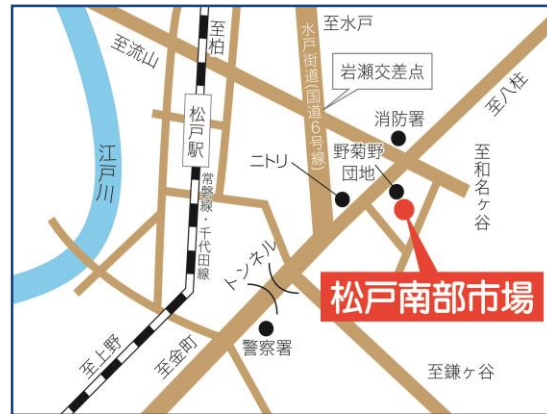 至水戸
至柏
至流山
水戸街道(国道6号線)
岩瀬交差点
至八柱
消防署
松戸駅
江戸川
野菊野
団地
至和名ヶ谷
ニトリ
常磐線・千代田線
トンネル
松戸南部市場
警察署
至上野
至金町
至鎌ヶ谷